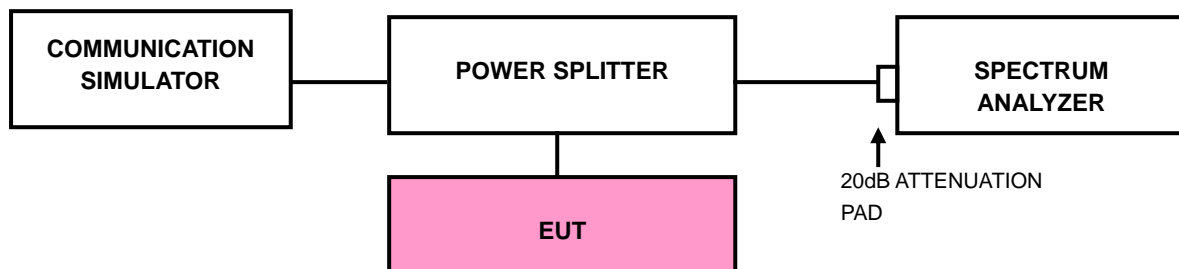 COMMUNICATION
SIMULATOR
POWER SPLITTER
SPECTRUM
ANALYZER
20dB ATTENUATION
PAD
EUT